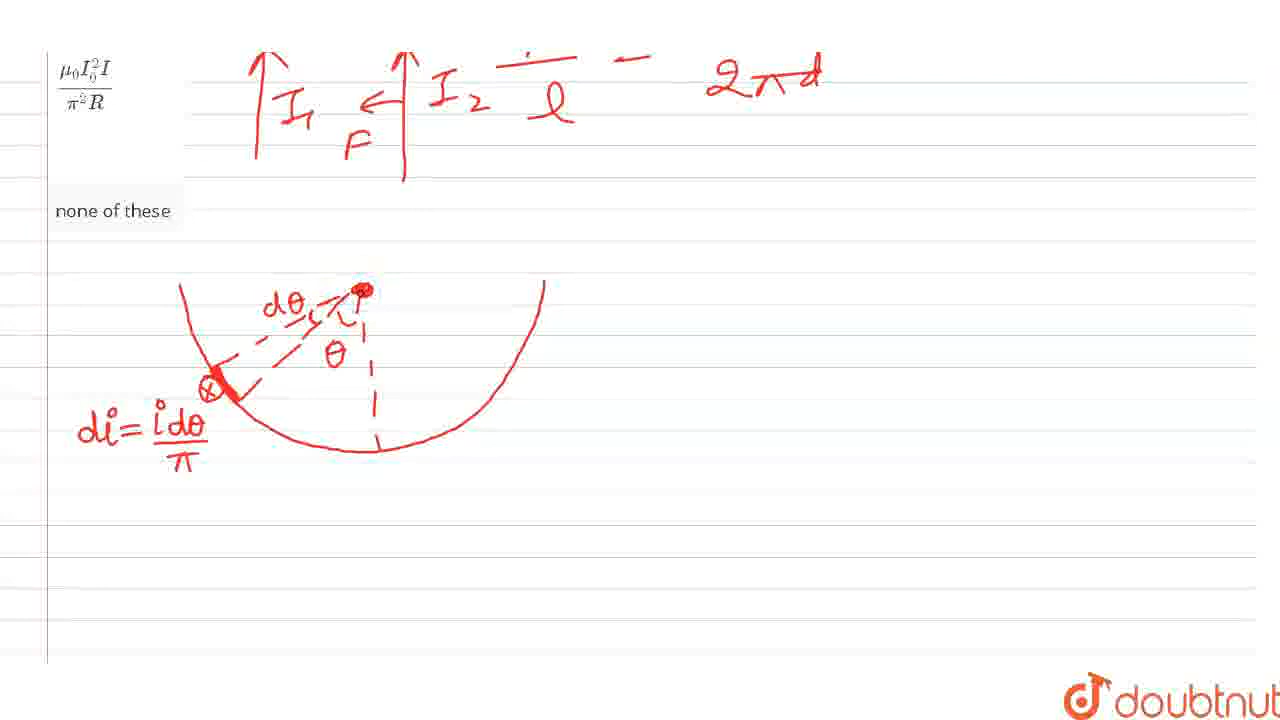 μ₀I₀²I
π²R
I₁
F
I₂
l
2πd
none of these
dθ
θ
di = idθ
π
doubtnut